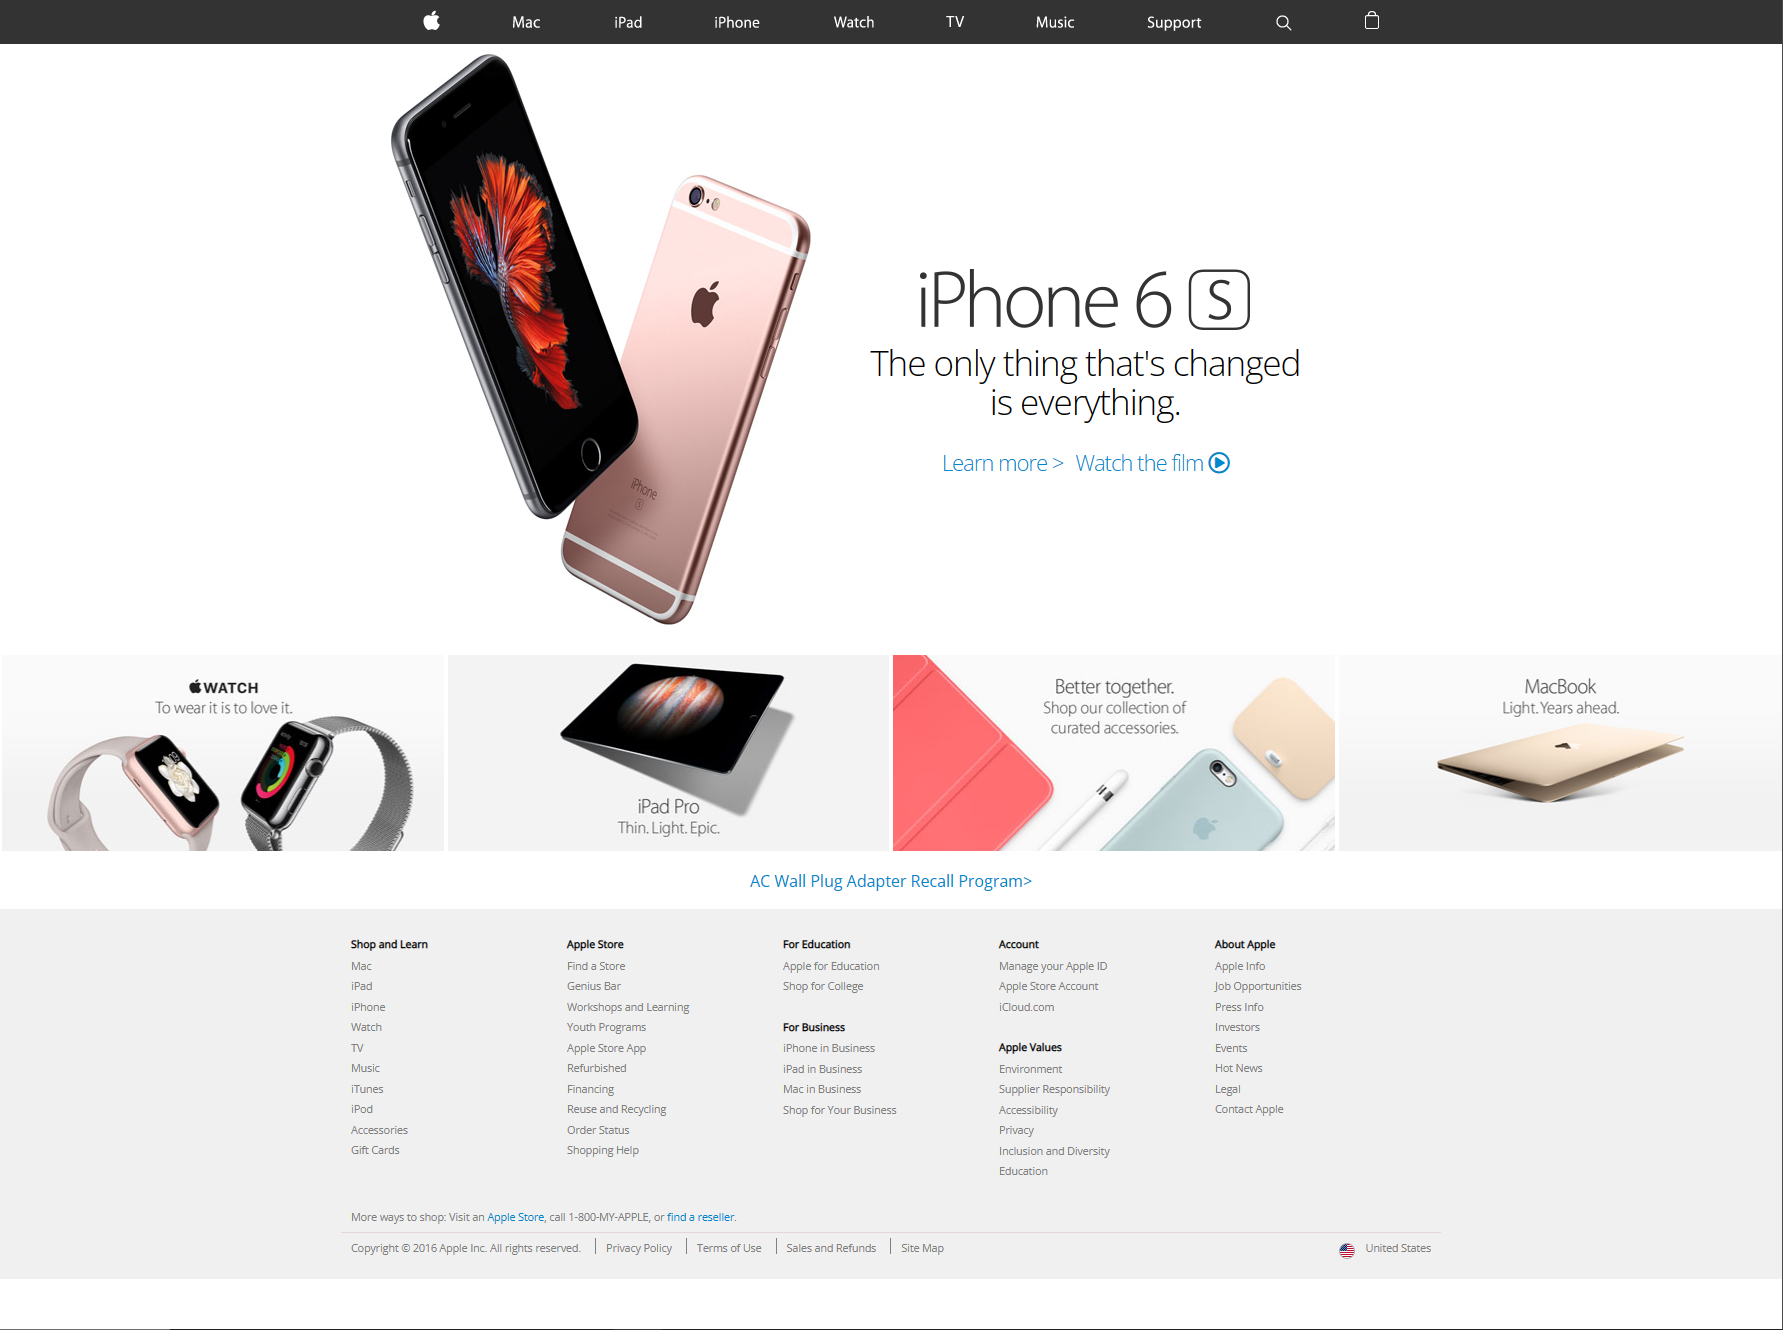 Mac
iPad
iPhone
Watch
TV
Music
Support
iPhone 6 S
The only thing that's changed
is everything.
Learn more > Watch the film
iPhone
S
WATCH
To wear it is to love it.
iPad Pro
Thin. Light. Epic.
Better together.
Shop our collection of
curated accessories.
MacBook
Light. Years ahead.
AC Wall Plug Adapter Recall Program>
Shop and Learn
Mac
iPad
iPhone
Watch
TV
Music
iTunes
iPod
Accessories
Gift Cards
Apple Store
Find a Store
Genius Bar
Workshops and Learning
Youth Programs
Apple Store App
Refurbished
Financing
Reuse and Recycling
Order Status
Shopping Help
For Education
Apple for Education
Shop for College
For Business
iPhone in Business
iPad in Business
Mac in Business
Shop for Your Business
Account
Manage your Apple ID
Apple Store Account
iCloud.com
Apple Values
Environment
Supplier Responsibility
Accessibility
Privacy
Inclusion and Diversity
Education
About Apple
Apple Info
Job Opportunities
Press Info
Investors
Events
Hot News
Legal
Contact Apple
More ways to shop: Visit an Apple Store, call 1-800-MY-APPLE, or find a reseller.
Copyright © 2016 Apple Inc. All rights reserved. | Privacy Policy | Terms of Use | Sales and Refunds | Site Map
United States